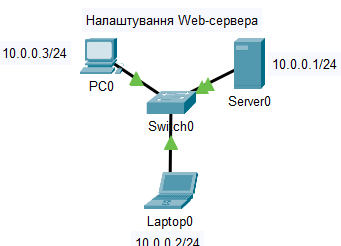 Налаштування Web-сервера
10.0.0.3/24
10.0.0.1/24
PC0
Server0
Switch0
Laptop0
10.0.0.2/24